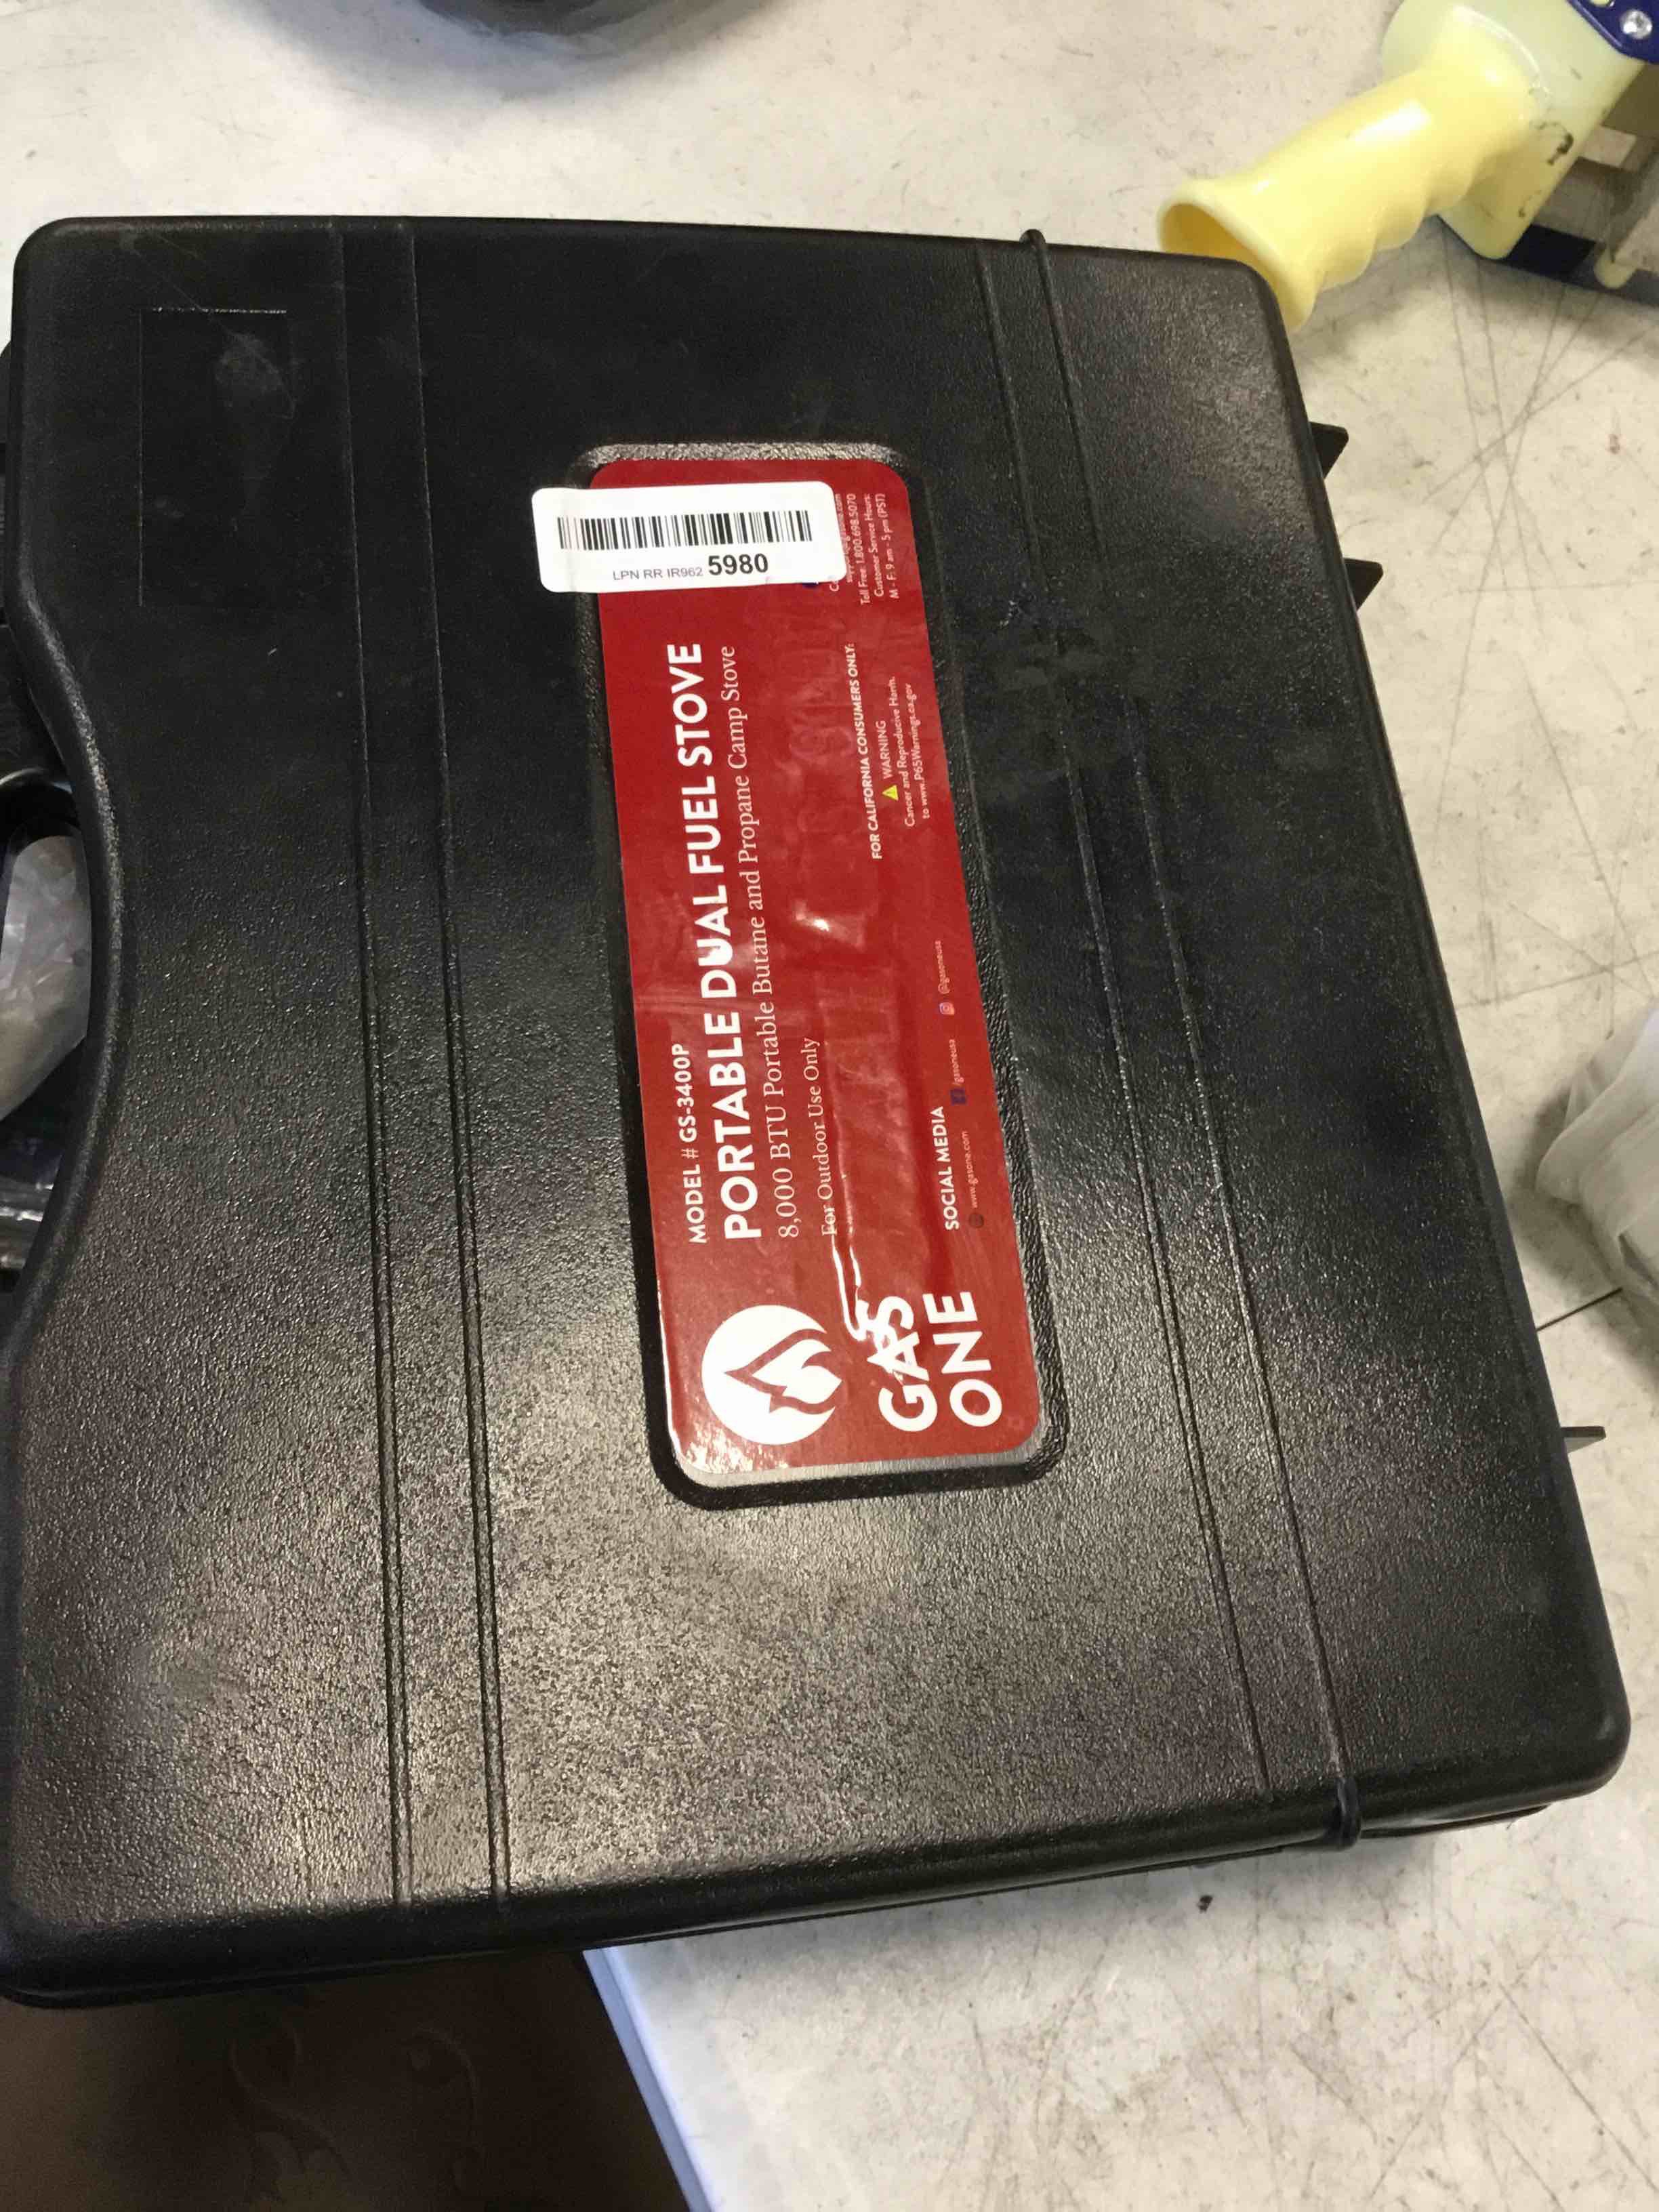 LPN RR IR962 5980
MODEL # GS-3400P
PORTABLE DUAL FUEL STOVE
8,000 BTU Portable Butane and Propane Camp Stove
For Outdoor Use Only
GAS
ONE
Toll Free: 1.800.698.5070
Customer Service Hours:
M - F: 9 am - 5 pm (PST)
FOR CALIFORNIA CONSUMERS ONLY:
WARNING
Cancer and Reproductive Harm.
to www.P65Warnings.ca.gov
SOCIAL MEDIA
www.gasone.com /gasoneusa @gasoneusa